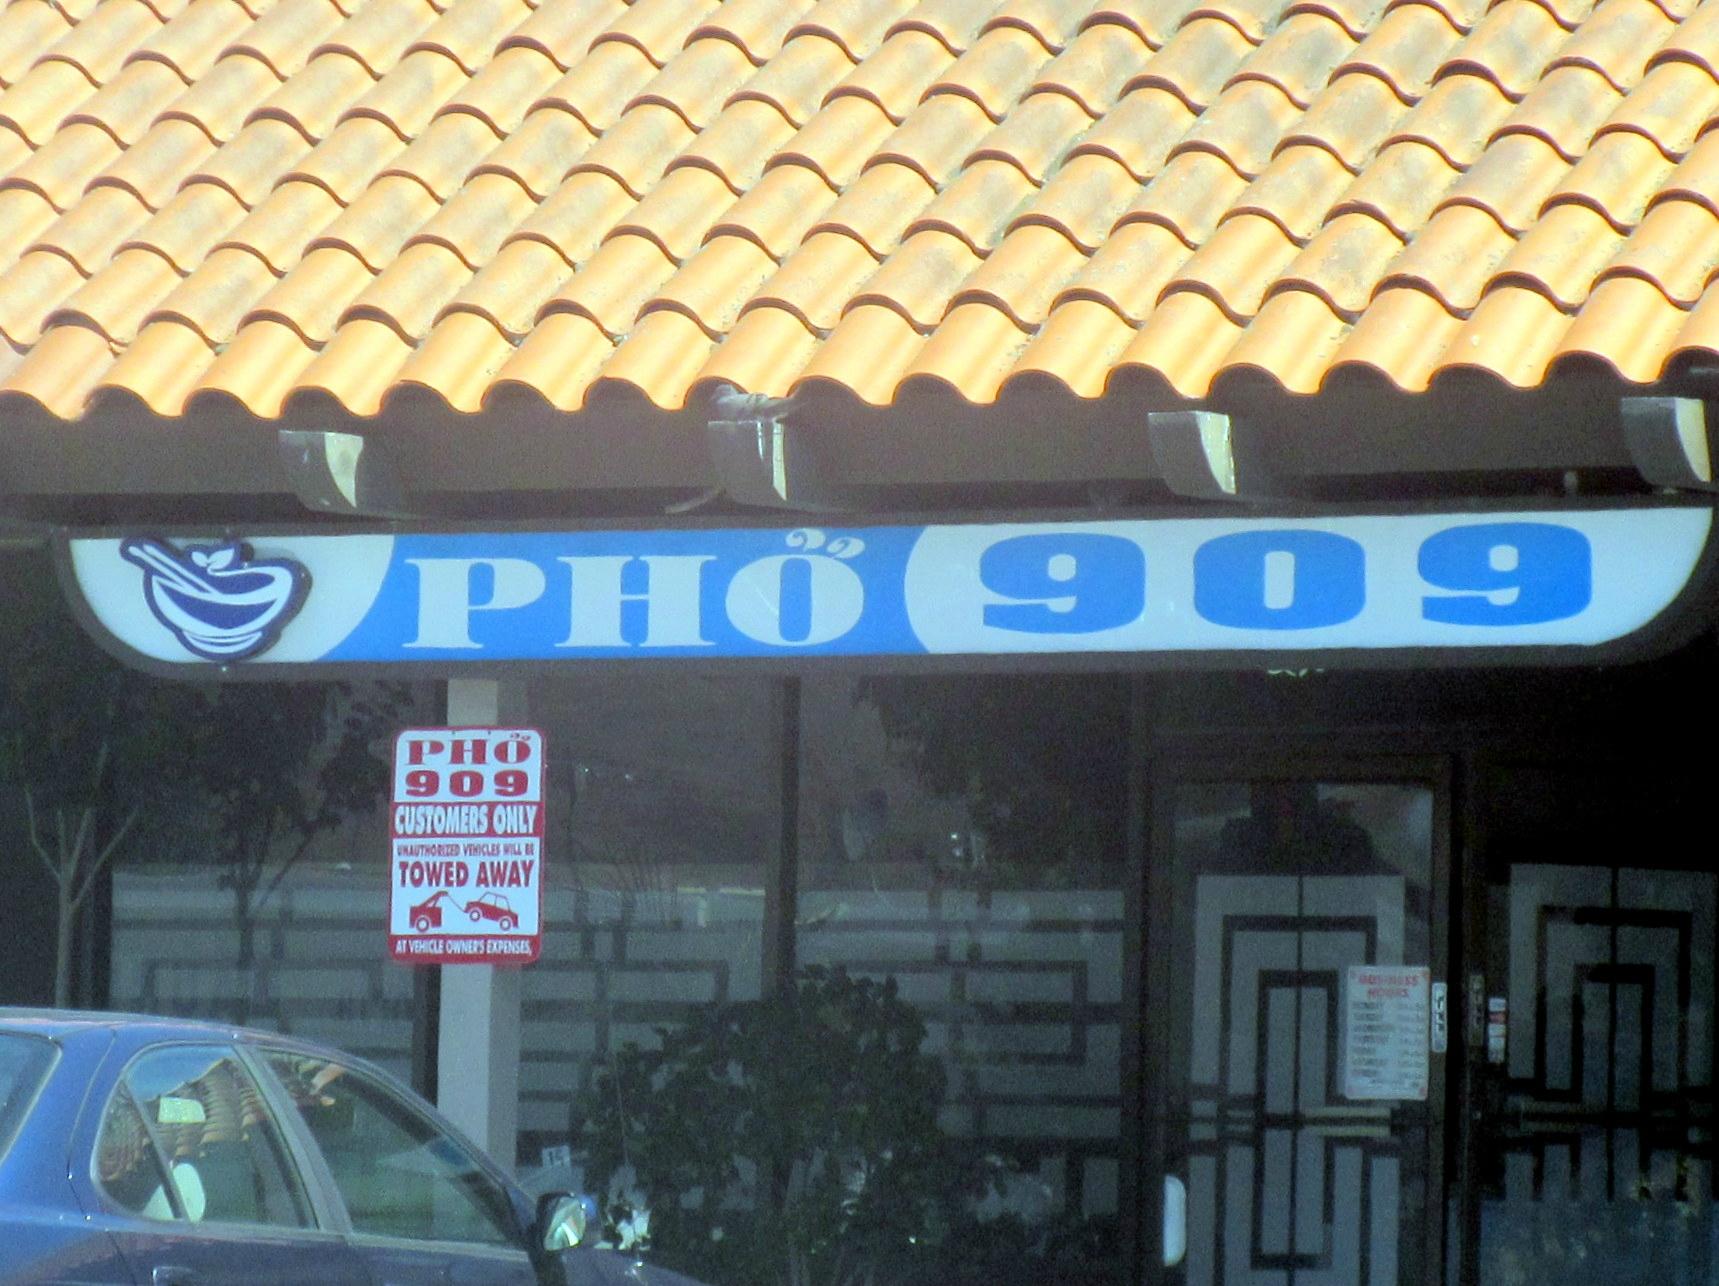 PHỞ 909
PHỞ
909
CUSTOMERS ONLY
UNAUTHORIZED VEHICLES WILL BE
TOWED AWAY
AT VEHICLE OWNER'S EXPENSES,
BUSINESS
HOURS